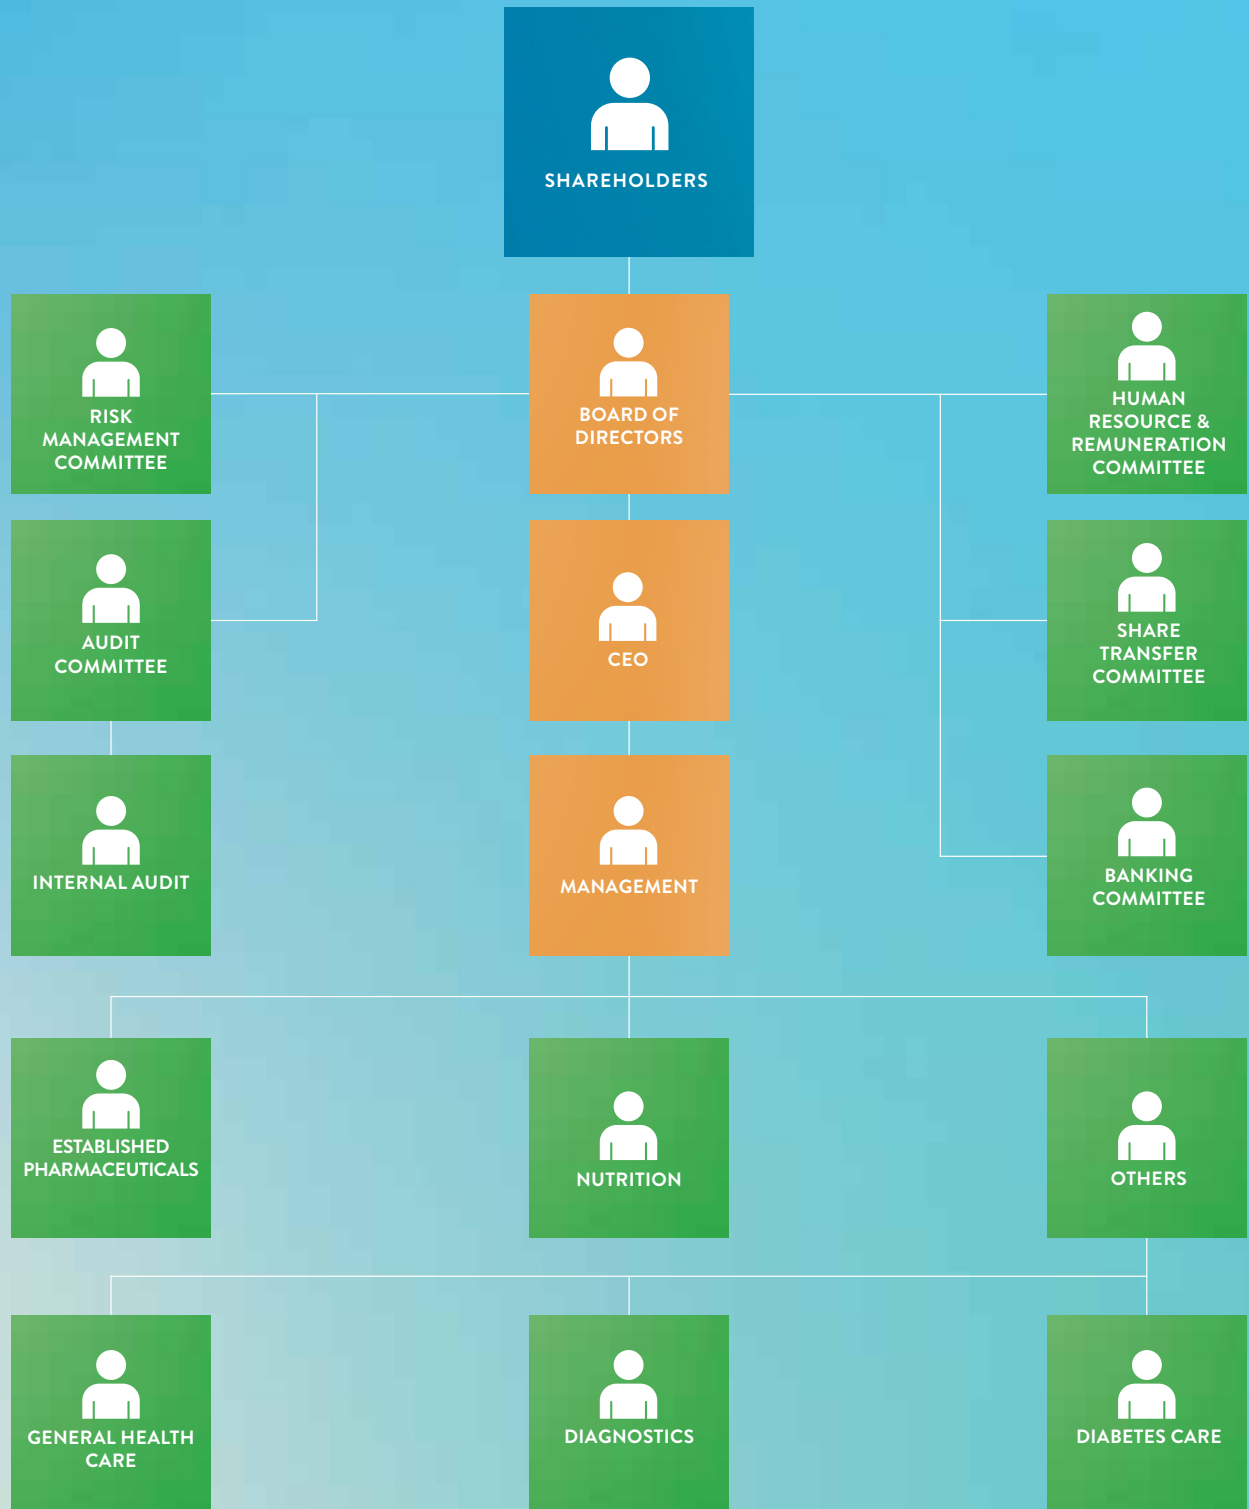 SHAREHOLDERS
RISK
MANAGEMENT
COMMITTEE
BOARD OF
DIRECTORS
HUMAN
RESOURCE &
REMUNERATION
COMMITTEE
AUDIT
COMMITTEE
CEO
SHARE
TRANSFER
COMMITTEE
INTERNAL AUDIT
MANAGEMENT
BANKING
COMMITTEE
ESTABLISHED
PHARMACEUTICALS
NUTRITION
OTHERS
GENERAL HEALTH
CARE
DIAGNOSTICS
DIABETES CARE